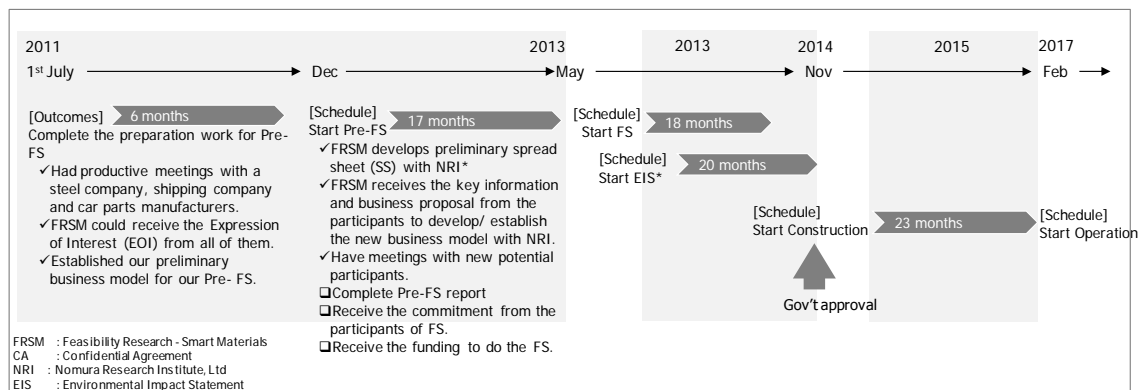 2011
2013
2013
2014
2015
2017
1st July
Dec
May
Nov
Feb
[Outcomes]
6 months
Complete the preparation work for Pre-
FS
✓Had productive meetings with a
steel company, shipping company
and car parts manufacturers.
✓FRSM could receive the Expression
of Interest (EOI) from all of them.
✓Established our preliminary
business model for our Pre- FS.
[Schedule]
Start Pre-FS
17 months
✓FRSM develops preliminary spread
sheet (SS) with NRI*
✓FRSM receives the key information
and business proposal from the
participants to develop/ establish
the new business model with NRI.
✓Have meetings with new potential
participants.
❑Complete Pre-FS report
❑Receive the commitment from the
participants of FS.
❑Receive the funding to do the FS.
[Schedule]
Start FS
18 months
[Schedule]
Start EIS*
20 months
[Schedule]
Start Construction
23 months
[Schedule]
Start Operation
Gov't approval
FRSM : Feasibility Research - Smart Materials
CA : Confidential Agreement
NRI : Nomura Research Institute, Ltd
EIS : Environmental Impact Statement